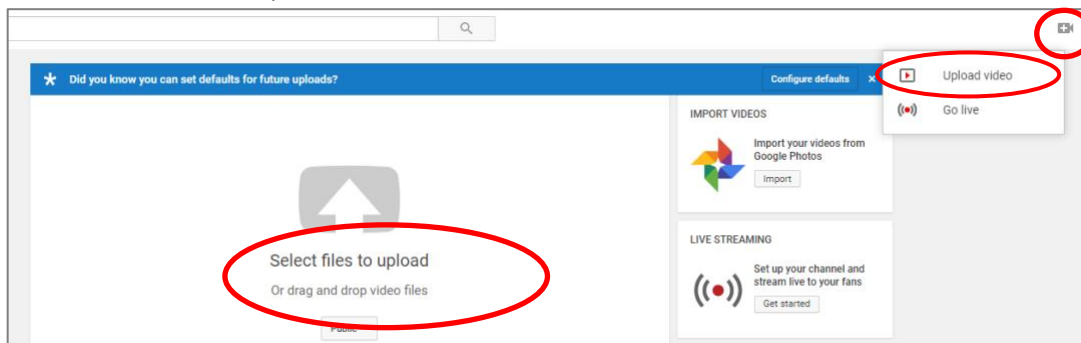 Did you know you can set defaults for future uploads?
Configure defaults
×
Upload video
Go live
IMPORT VIDEOS
Import your videos from
Google Photos
Import
Select files to upload
Or drag and drop video files
Public
LIVE STREAMING
Set up your channel and
stream live to your fans
Get started